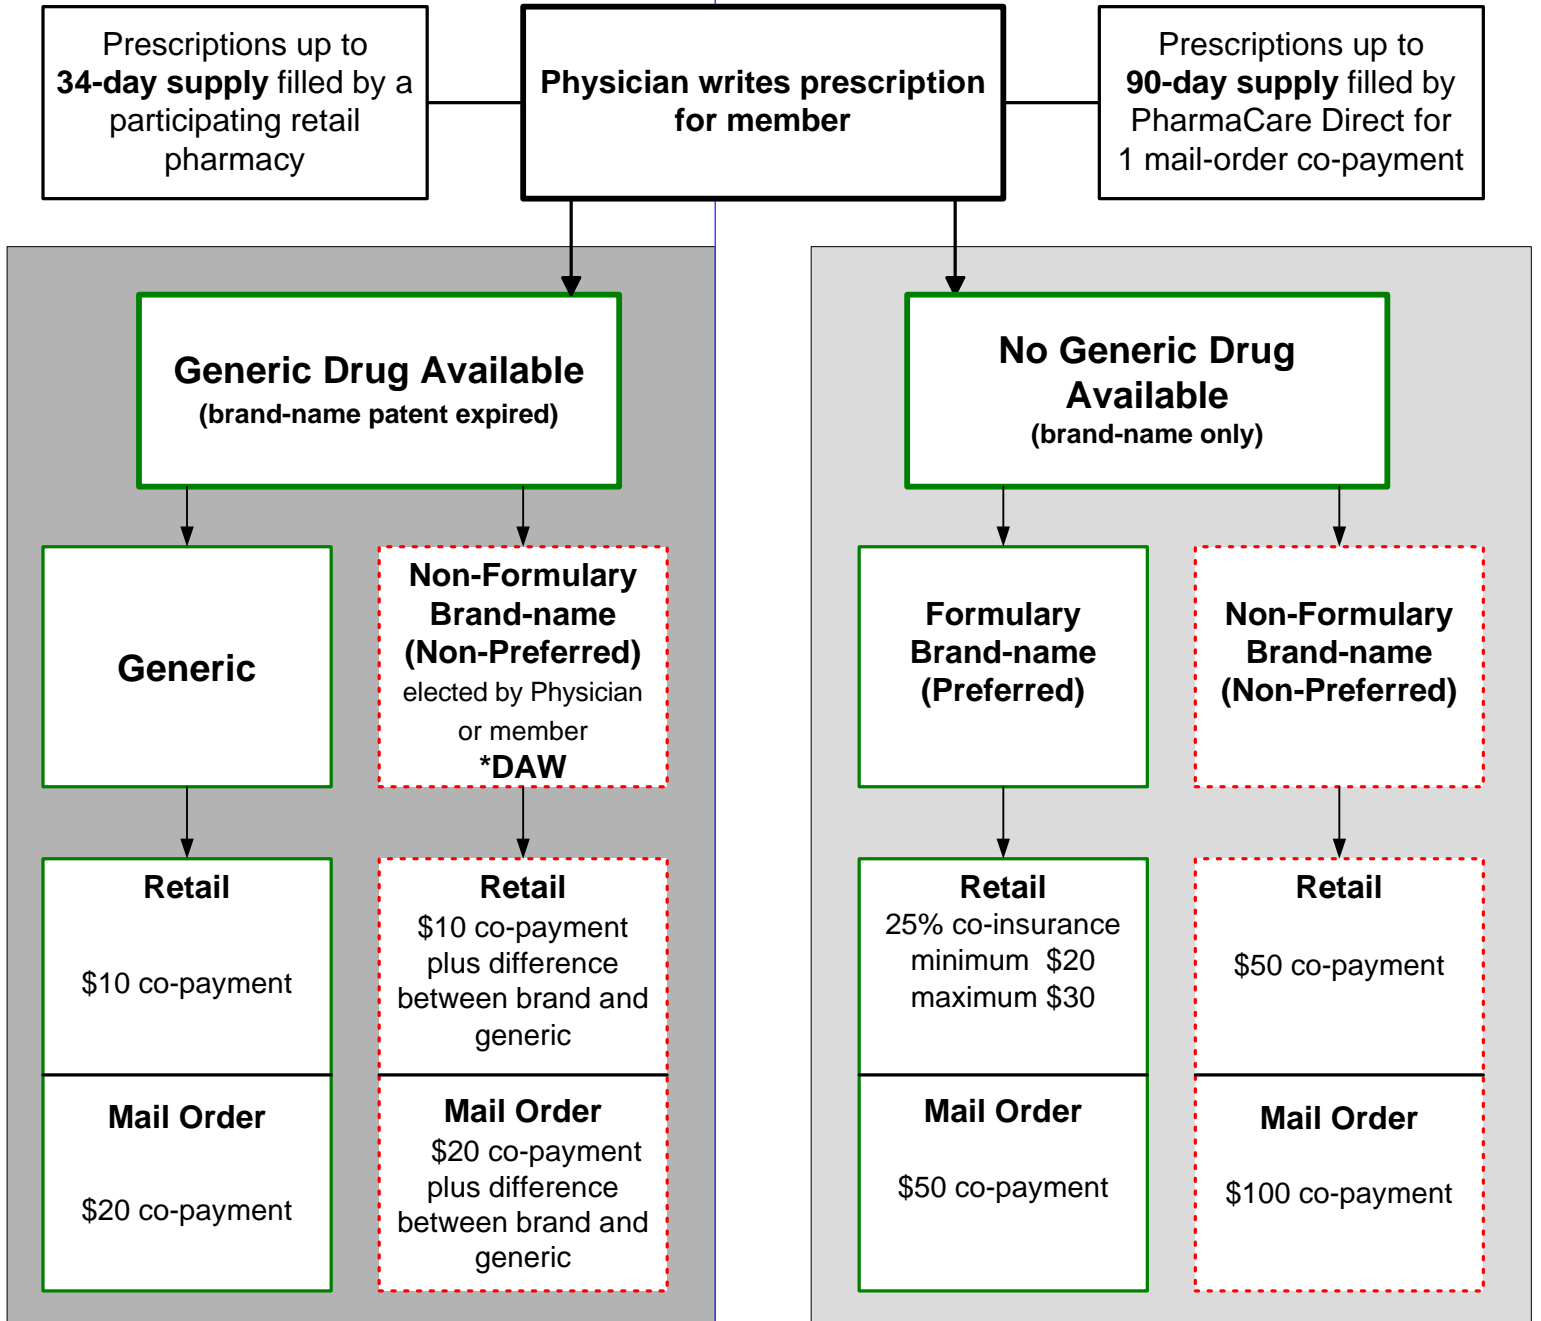 Prescriptions up to
34-day supply filled by a
participating retail
pharmacy
Physician writes prescription
for member
Prescriptions up to
90-day supply filled by
PharmaCare Direct for
1 mail-order co-payment
Generic Drug Available
(brand-name patent expired)
No Generic Drug
Available
(brand-name only)
Generic
Non-Formulary
Brand-name
(Non-Preferred)
elected by Physician
or member
*DAW
Formulary
Brand-name
(Preferred)
Non-Formulary
Brand-name
(Non-Preferred)
Retail
$10 co-payment
Retail
$10 co-payment
plus difference
between brand and
generic
Retail
25% co-insurance
minimum $20
maximum $30
Retail
$50 co-payment
Mail Order
$20 co-payment
Mail Order
$20 co-payment
plus difference
between brand and
generic
Mail Order
$50 co-payment
Mail Order
$100 co-payment